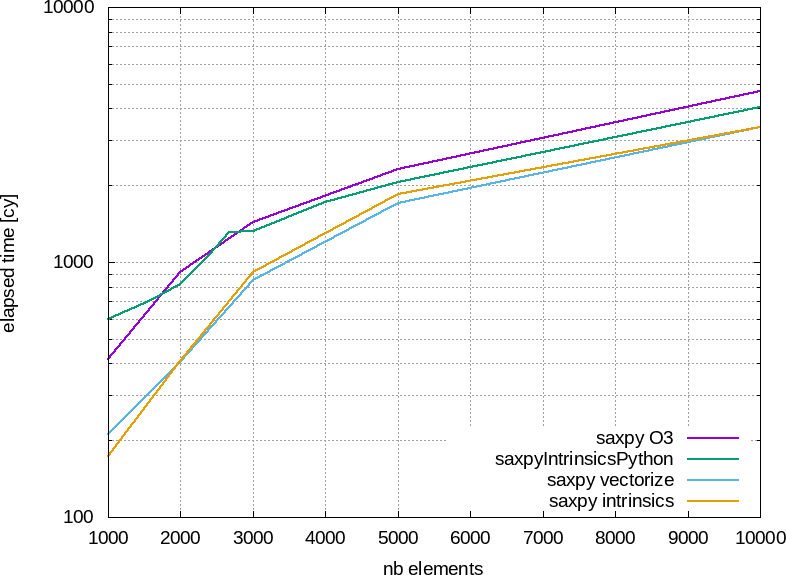 10000
1000
100
elapsed time [cy]
saxpy O3
saxpyIntrinsicsPython
saxpy vectorize
saxpy intrinsics
1000 2000 3000 4000 5000 6000 7000 8000 9000 10000
nb elements